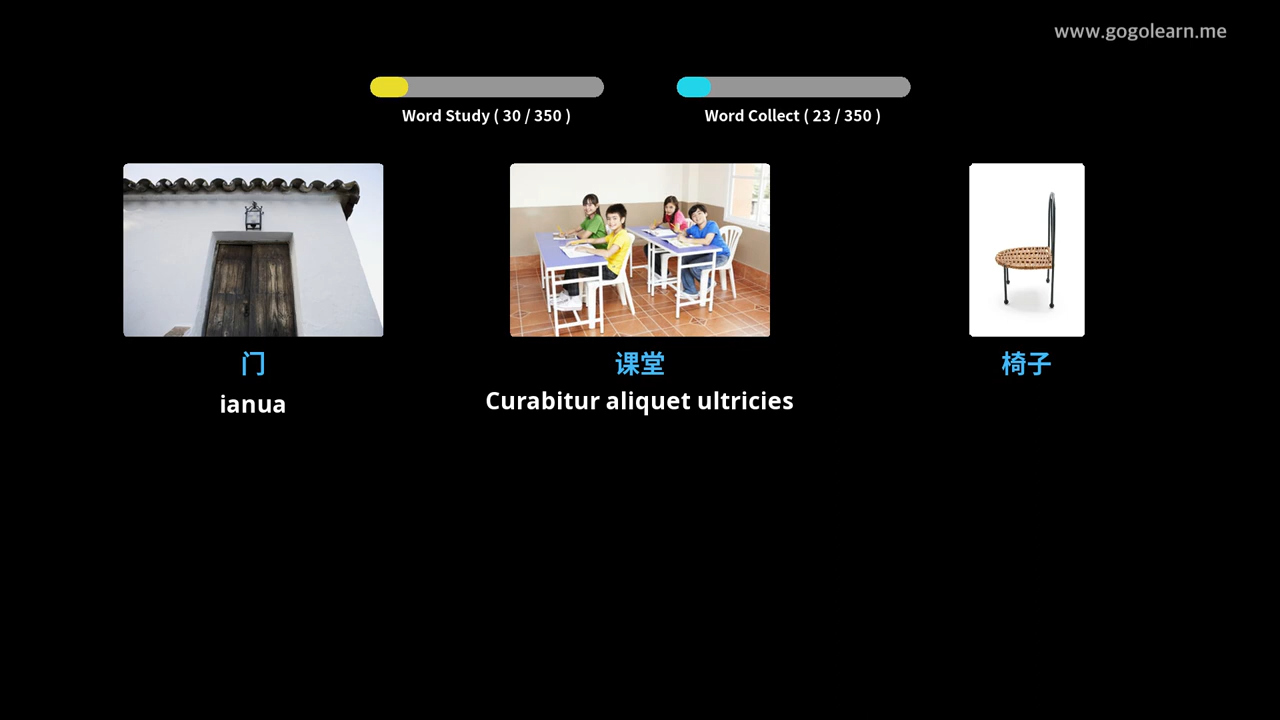 www.gogolearn.me
Word Study ( 30 / 350 )
Word Collect ( 23 / 350 )
门
课堂
椅子
ianua
Curabitur aliquet ultricies